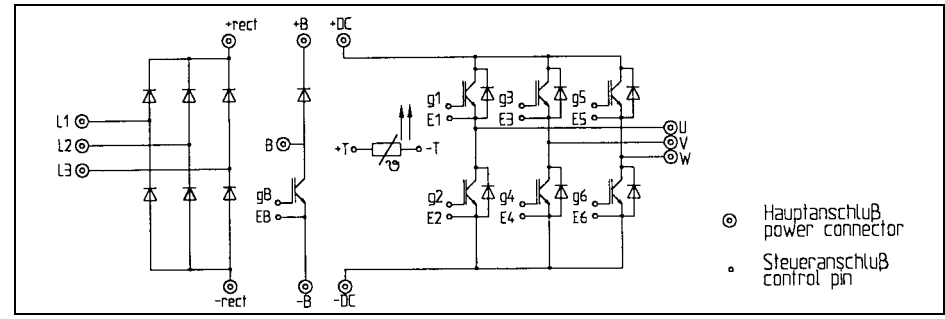 +rect +B +DC
g1 g3 g5
E1 E3 E5
L1
L2
L3
B
+T ϑ -T
U
V
W
gB
EB
g2 g4 g6
E2 E4 E6
-rect -B -DC
Hauptanschluß
power connector
Steueranschluß
control pin